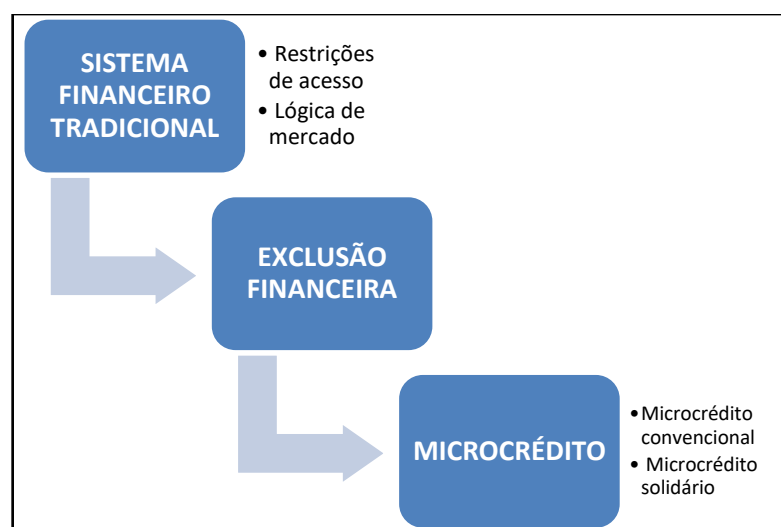 SISTEMA
FINANCEIRO
TRADICIONAL
• Restrições
de acesso
• Lógica de
mercado
EXCLUSÃO
FINANCEIRA
MICROCRÉDITO
•Microcrédito
convencional
• Microcrédito
solidário